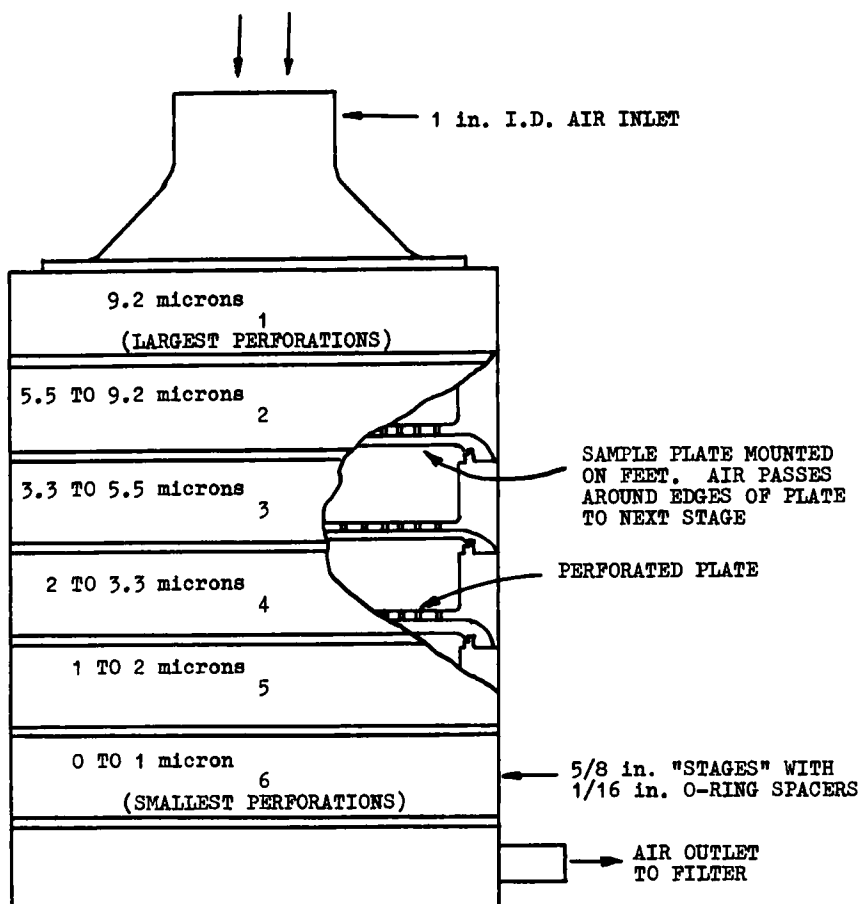 1 in. I.D. AIR INLET
9.2 microns
1
(LARGEST PERFORATIONS)
5.5 TO 9.2 microns
2
SAMPLE PLATE MOUNTED
ON FEET. AIR PASSES
AROUND EDGES OF PLATE
TO NEXT STAGE
3.3 TO 5.5 microns
3
PERFORATED PLATE
2 TO 3.3 microns
4
1 TO 2 microns
5
0 TO 1 micron
6
(SMALLEST PERFORATIONS)
5/8 in. "STAGES" WITH
1/16 in. O-RING SPACERS
AIR OUTLET
TO FILTER